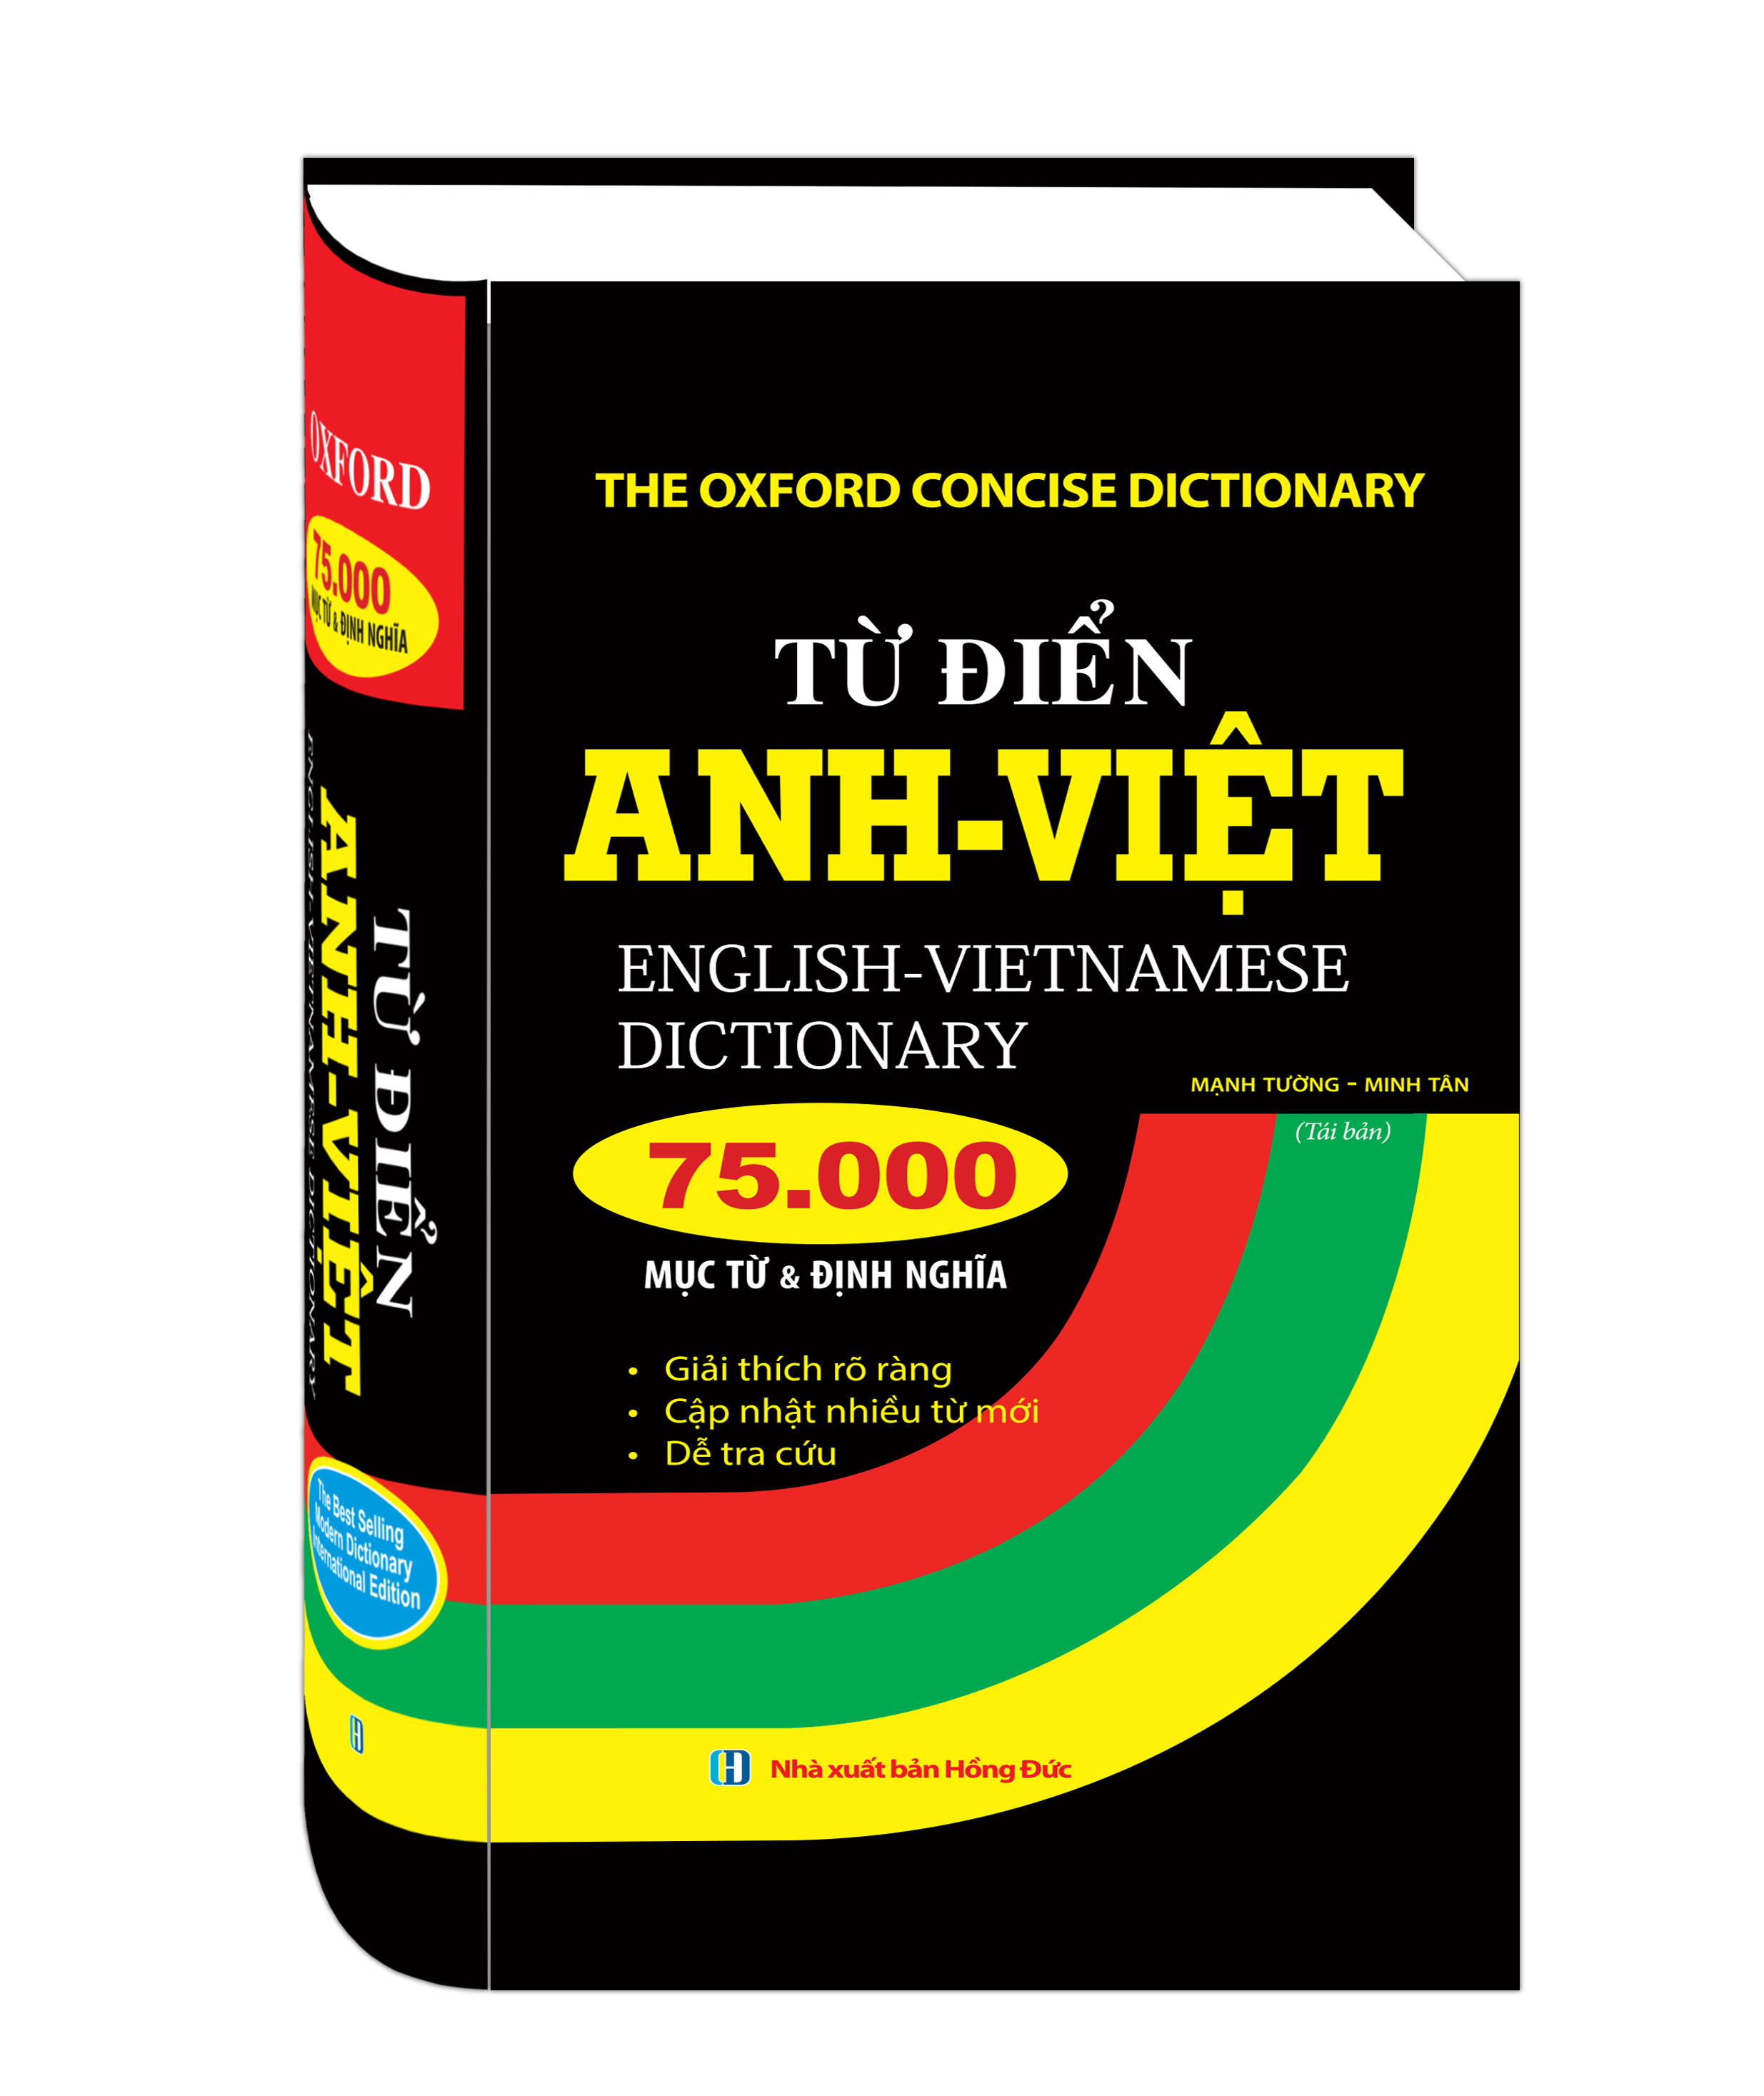 THE OXFORD CONCISE DICTIONARY
TỪ ĐIỂN
ANH-VIỆT
ENGLISH-VIETNAMESE
DICTIONARY
MẠNH TƯỜNG - MINH TÂN
(Tái bản)
75.000
MỤC TỪ & ĐỊNH NGHĨA
• Giải thích rõ ràng
• Cập nhật nhiều từ mới
• Dễ tra cứu
Nhà xuất bản Hồng Đức
OXFORD
75.000
MỤC TỪ & ĐỊNH NGHĨA
TỪ ĐIỂN
ANH-VIỆT
ENGLISH-VIETNAMESE DICTIONARY
The Best Selling
Modern Dictionary
International Edition